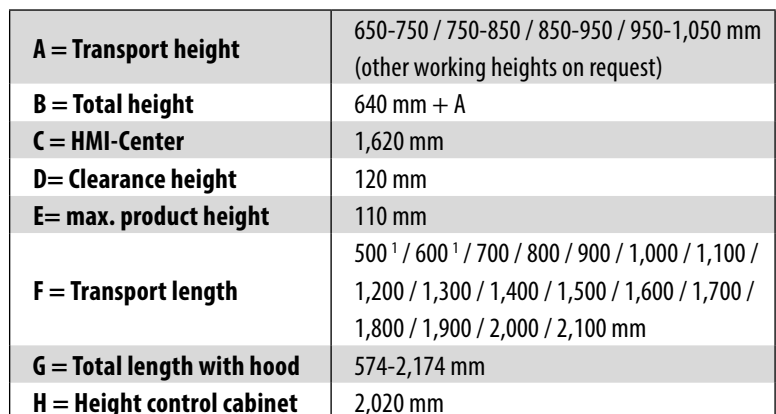 A = Transport height 650-750 / 750-850 / 850-950 / 950-1,050 mm
(other working heights on request)
B = Total height 640 mm + A
C = HMI-Center 1,620 mm
D= Clearance height 120 mm
E= max. product height 110 mm
F = Transport length 500 ¹ / 600 ¹ / 700 / 800 / 900 / 1,000 / 1,100 /
1,200 / 1,300 / 1,400 / 1,500 / 1,600 / 1,700 /
1,800 / 1,900 / 2,000 / 2,100 mm
G = Total length with hood 574-2,174 mm
H = Height control cabinet 2,020 mm